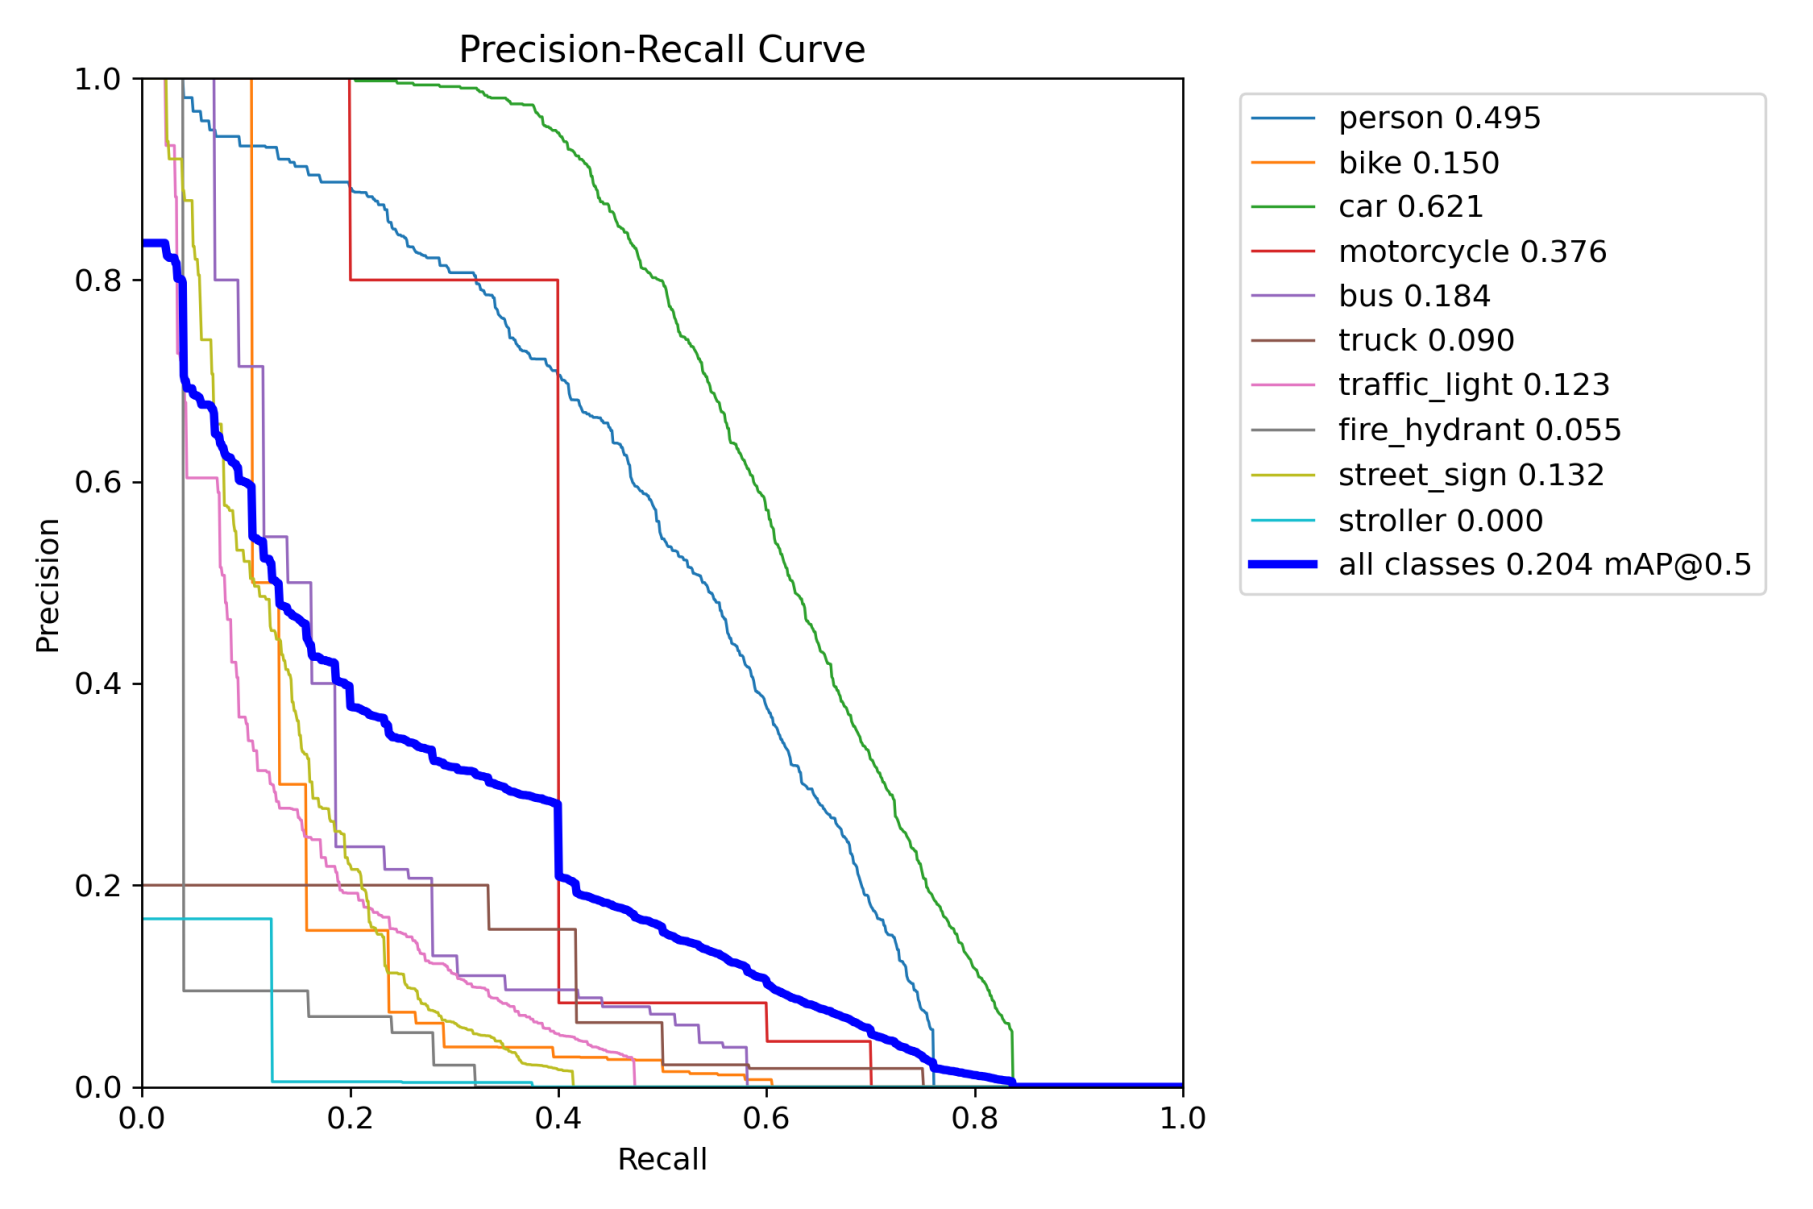 Precision-Recall Curve
1.0
0.8
0.6
0.4
0.2
0.0
Precision
0.0 0.2 0.4 0.6 0.8 1.0
Recall
person 0.495
bike 0.150
car 0.621
motorcycle 0.376
bus 0.184
truck 0.090
traffic_light 0.123
fire_hydrant 0.055
street_sign 0.132
stroller 0.000
all classes 0.204 mAP@0.5